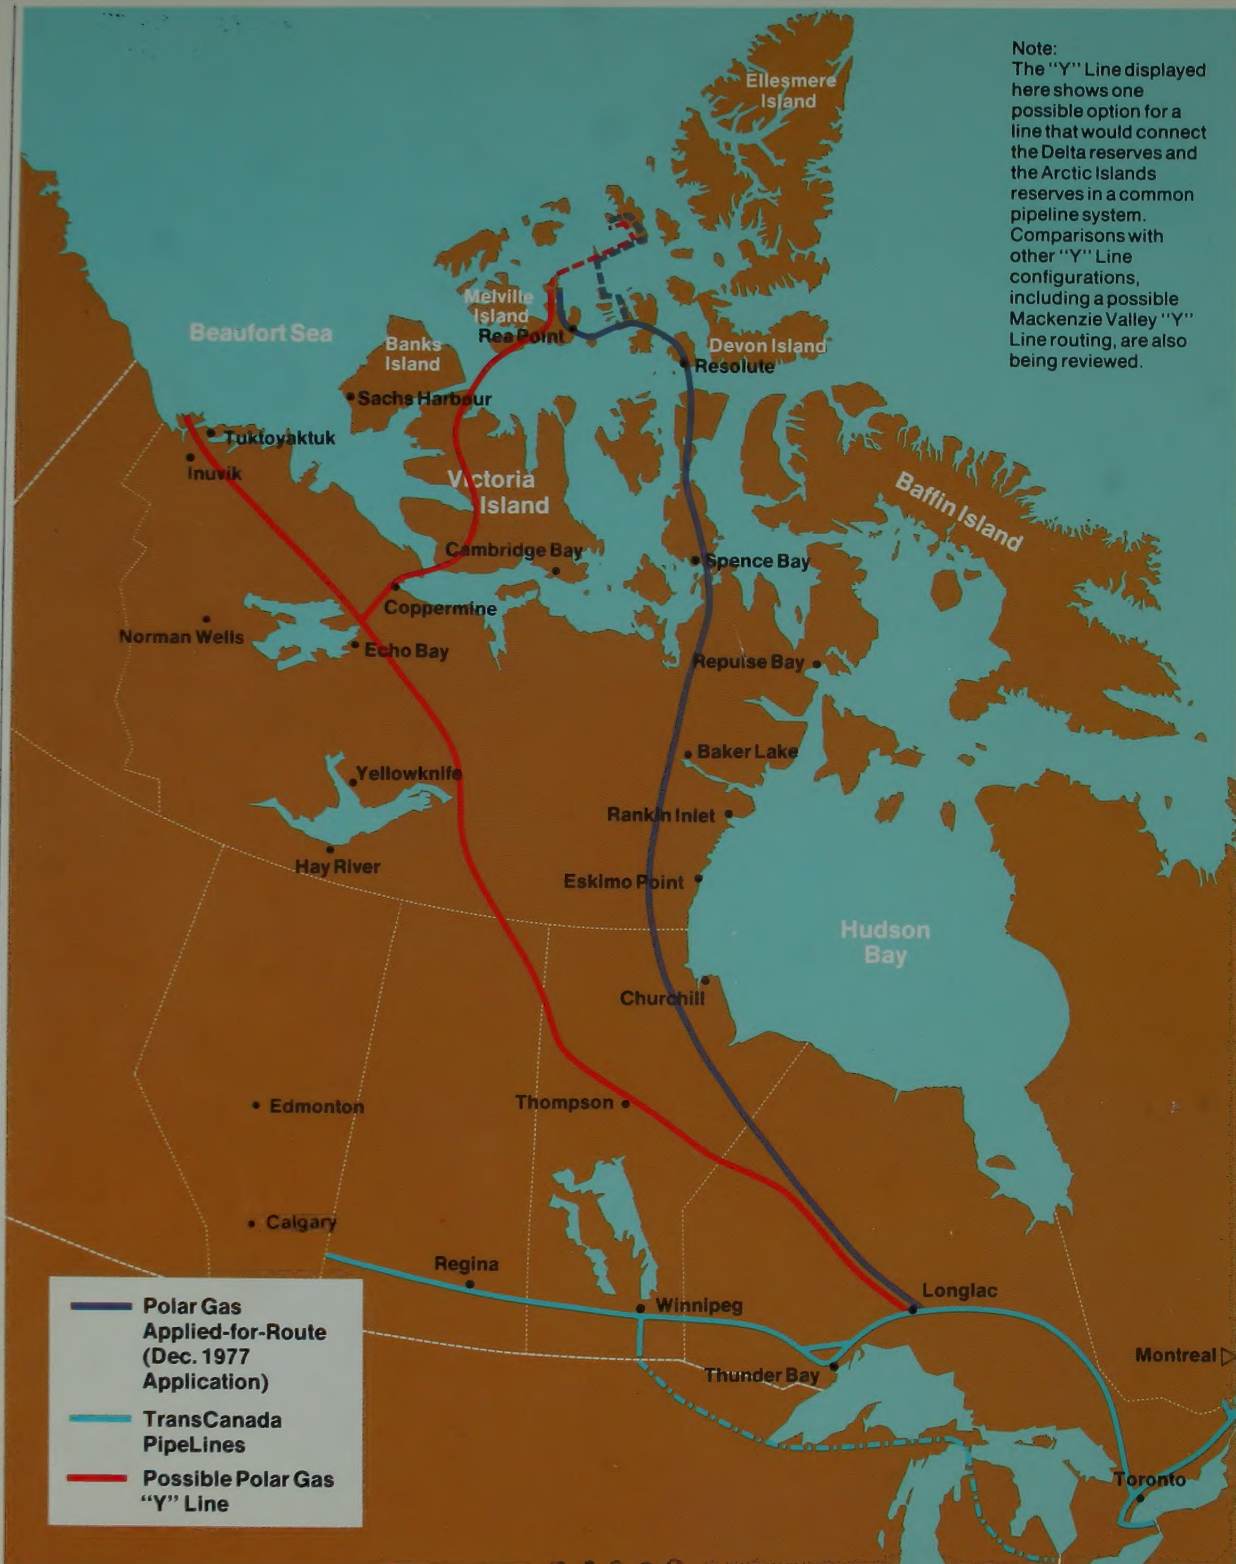 Note:
The "Y" Line displayed
here shows one
possible option for a
line that would connect
the Delta reserves and
the Arctic Islands
reserves in a common
pipeline system.
Comparisons with
other "Y" Line
configurations,
including a possible
Mackenzie Valley "Y"
Line routing, are also
being reviewed.
Ellesmere
Island
Melville
Island
Rea Point
Beaufort Sea
Banks
Island
Devon Island
Resolute
Sachs Harbour
Tuktoyaktuk
Inuvik
Victoria
Island
Baffin Island
Cambridge Bay
Spence Bay
Coppermine
Norman Wells
Echo Bay
Repulse Bay
Baker Lake
Yellowknife
Rankin Inlet
Hay River
Eskimo Point
Hudson
Bay
Churchill
Edmonton
Thompson
Calgary
Regina
Winnipeg
Longlac
Thunder Bay
Montreal
Toronto
Polar Gas
Applied-for-Route
(Dec. 1977
Application)
TransCanada
PipeLines
Possible Polar Gas
"Y" Line